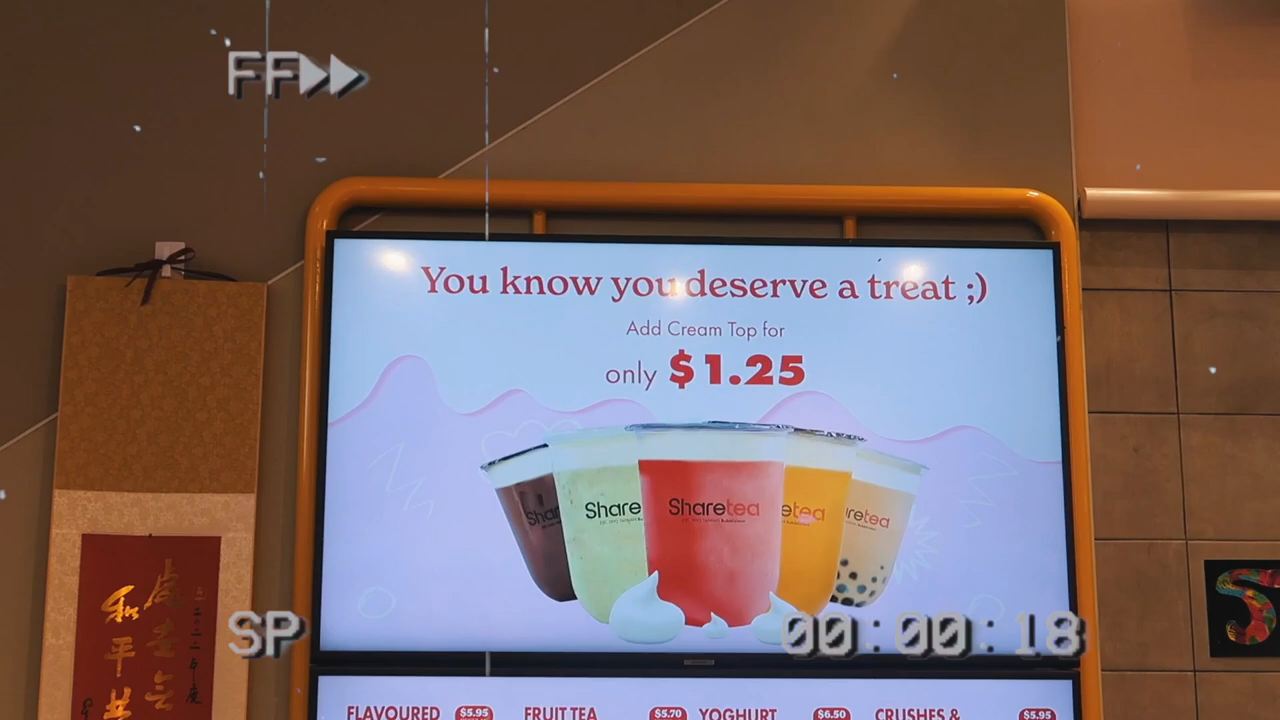 FF
You know you deserve a treat ;)
Add Cream Top for
only $1.25
Share
Sharetea
etea
retea
和平共
SP
00:00:18
FLAVOURED $5.95 FRUIT TEA $5.70 YOGHURT $6.50 CRUSHES & $5.95